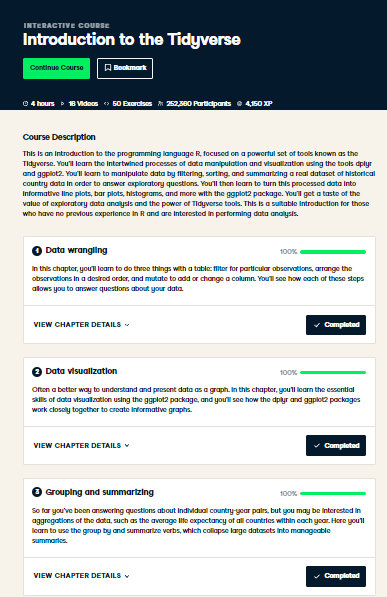 INTERACTIVE COURSE
Introduction to the Tidyverse
Continue Course
Bookmark
4 hours 16 Videos 50 Exercises 252,380 Participants 4,150 XP
Course Description
This is an introduction to the programming language R, focused on a powerful set of tools known as the
Tidyverse. You'll learn the intertwined processes of data manipulation and visualization using the tools dplyr
and ggplot2. You'll learn to manipulate data by filtering, sorting, and summarizing a real dataset of historical
country data in order to answer exploratory questions. You'll then learn to turn this processed data into
informative line plots, bar plots, histograms, and more with the ggplot2 package. You'll get a taste of the
value of exploratory data analysis and the power of Tidyverse tools. This is a suitable introduction for those
who have no previous experience in R and are interested in performing data analysis.
1 Data wrangling 100%
In this chapter, you'll learn to do three things with a table: filter for particular observations, arrange the
observations in a desired order, and mutate to add or change a column. You'll see how each of these steps
allows you to answer questions about your data.
VIEW CHAPTER DETAILS Completed
2 Data visualization 100%
Often a better way to understand and present data as a graph. In this chapter, you'll learn the essential
skills of data visualization using the ggplot2 package, and you'll see how the dplyr and ggplot2 packages
work closely together to create informative graphs.
VIEW CHAPTER DETAILS Completed
3 Grouping and summarizing 100%
So far you've been answering questions about individual country-year pairs, but you may be interested in
aggregations of the data, such as the average life expectancy of all countries within each year. Here you'll
learn to use the group by and summarize verbs, which collapse large datasets into manageable
summaries.
VIEW CHAPTER DETAILS Completed